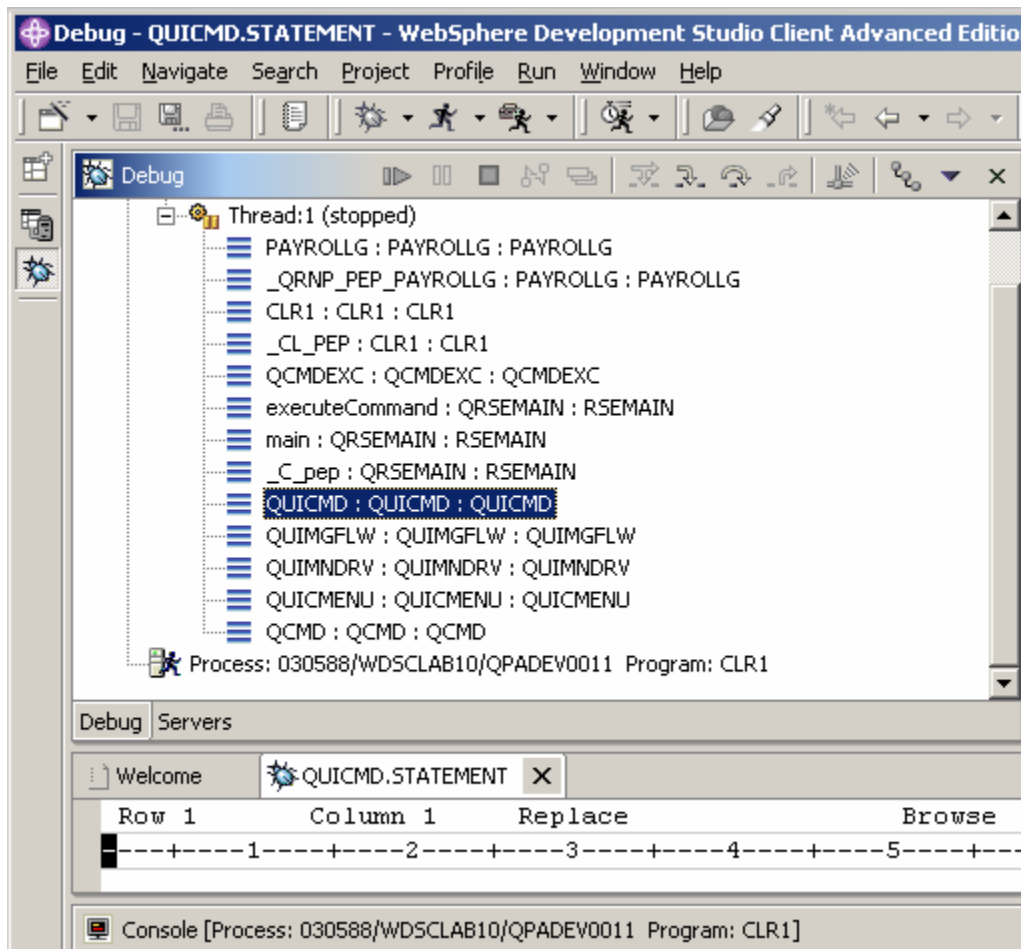 Debug - QUICMD.STATEMENT - WebSphere Development Studio Client Advanced Editio
File Edit Navigate Search Project Profile Run Window Help
Debug
Thread:1 (stopped)
PAYROLLG : PAYROLLG : PAYROLLG
_QRNP_PEP_PAYROLLG : PAYROLLG : PAYROLLG
CLR1 : CLR1 : CLR1
_CL_PEP : CLR1 : CLR1
QCMDEXC : QCMDEXC : QCMDEXC
executeCommand : QRSEMAIN : RSEMAIN
main : QRSEMAIN : RSEMAIN
_C_pep : QRSEMAIN : RSEMAIN
QUICMD : QUICMD : QUICMD
QUIMGFLW : QUIMGFLW : QUIMGFLW
QUIMNDRV : QUIMNDRV : QUIMNDRV
QUICMENU : QUICMENU : QUICMENU
QCMD : QCMD : QCMD
Process: 030588/WDSCLAB10/QPADEV0011 Program: CLR1
Debug Servers
Welcome QUICMD.STATEMENT
Row 1 Column 1 Replace Browse
----+----1----+----2----+----3----+----4----+----5----+---
Console [Process: 030588/WDSCLAB10/QPADEV0011 Program: CLR1]